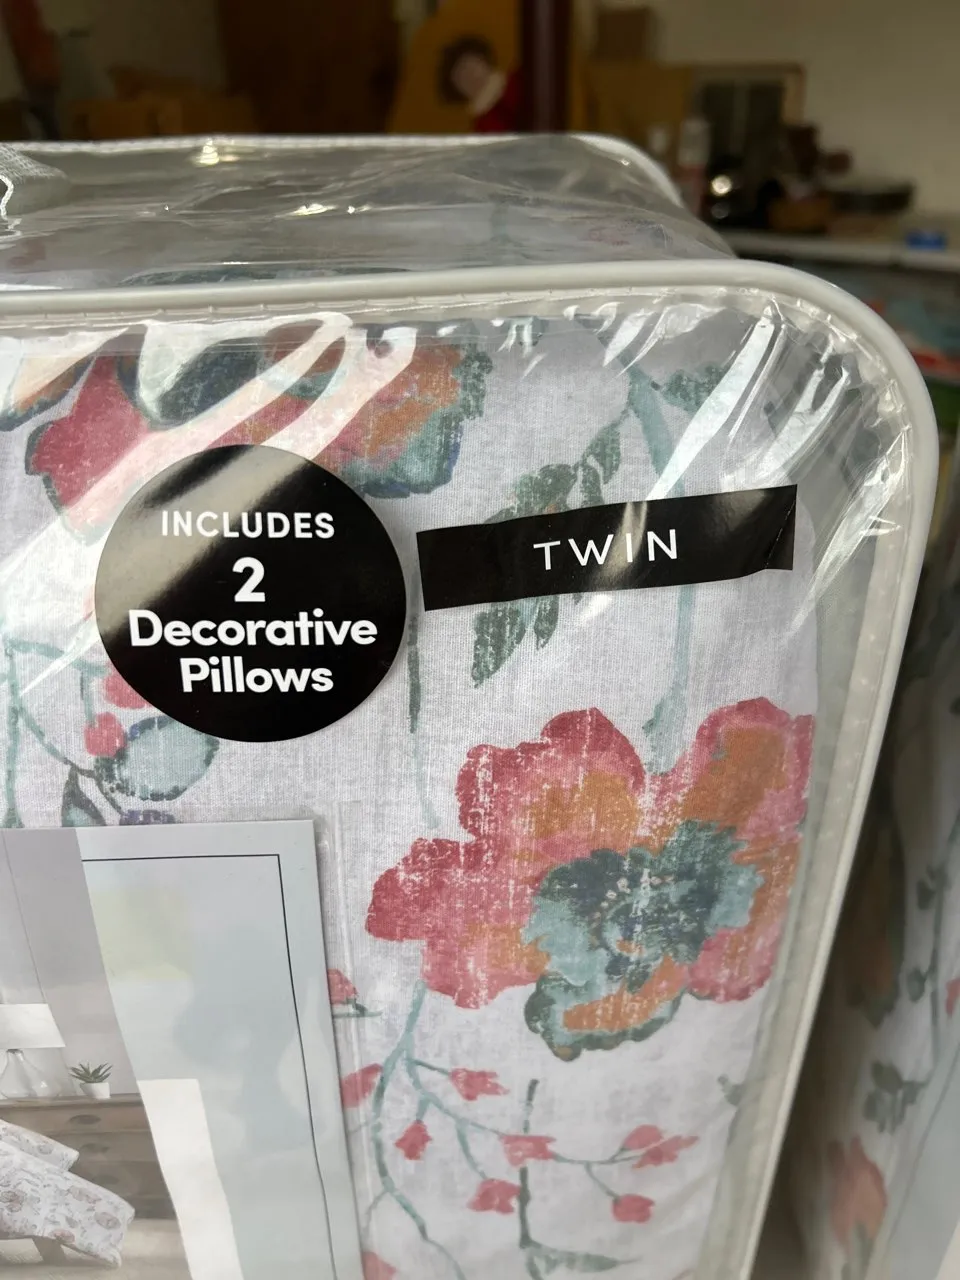 INCLUDES
2
Decorative
Pillows
TWIN